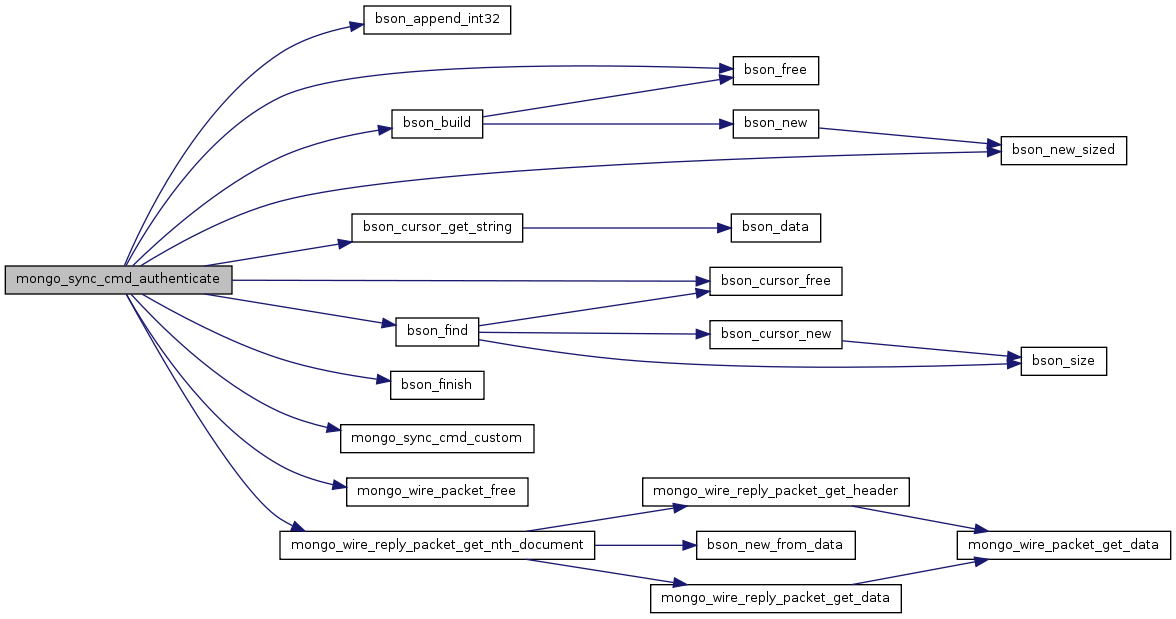 bson_append_int32
bson_free
bson_build
bson_new
bson_new_sized
bson_cursor_get_string
bson_data
mongo_sync_cmd_authenticate
bson_cursor_free
bson_find
bson_cursor_new
bson_size
bson_finish
mongo_sync_cmd_custom
mongo_wire_packet_free
mongo_wire_reply_packet_get_header
mongo_wire_reply_packet_get_nth_document
bson_new_from_data
mongo_wire_packet_get_data
mongo_wire_reply_packet_get_data